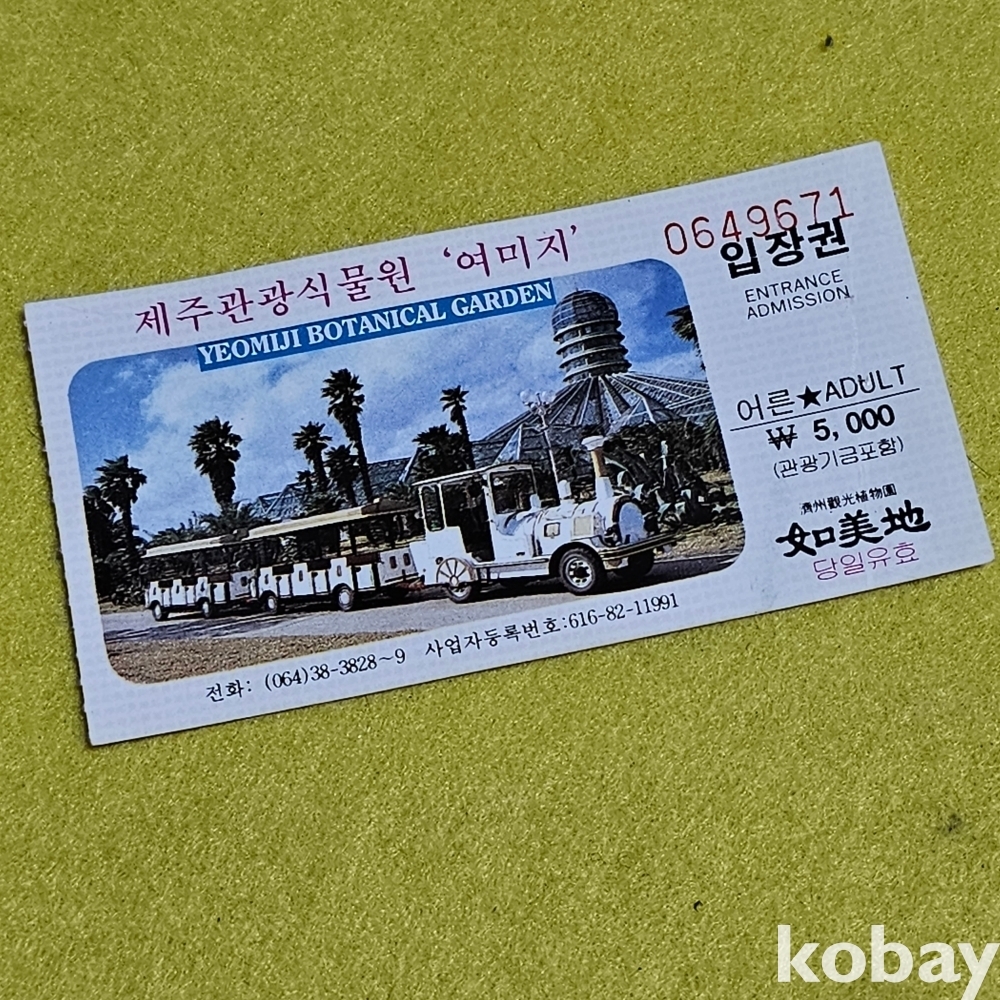 제주관광식물원 '여미지'
YEOMIJI BOTANICAL GARDEN
전화: (064)38-3828~9 사업자등록번호:616-82-11991
0649671
입장권
ENTRANCE
ADMISSION
어른★ADULT
₩ 5,000
(관광기금포함)
濟州觀光植物園
如美地
당일유효
kobay